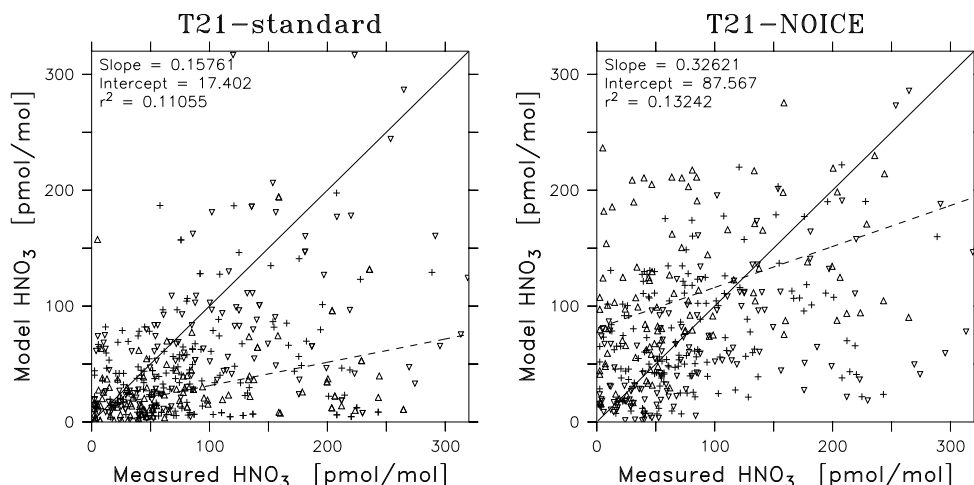 T21-standard
Slope = 0.15761
Intercept = 17.402
r² = 0.11055
300
200
100
0
0 100 200 300
Model HNO₃ [pmol/mol]
Measured HNO₃ [pmol/mol]
T21-NOICE
Slope = 0.32621
Intercept = 87.567
r² = 0.13242
300
200
100
0
0 100 200 300
Model HNO₃ [pmol/mol]
Measured HNO₃ [pmol/mol]